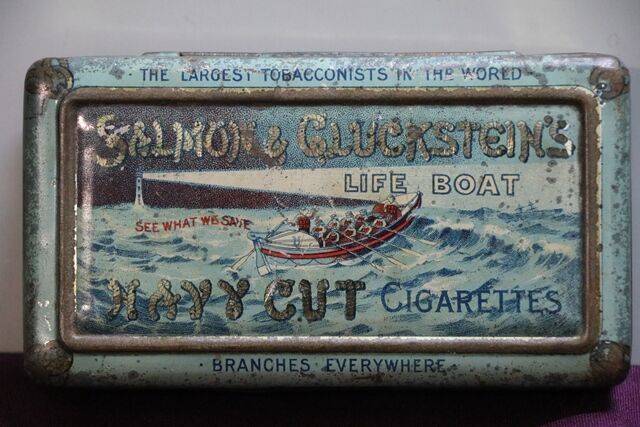 THE LARGEST TOBACCONISTS IN THE WORLD
SALMON & GLUCKSTEIN'S
LIFE BOAT
SEE WHAT WE SAVE
NAVY CUT CIGARETTES
BRANCHES EVERYWHERE